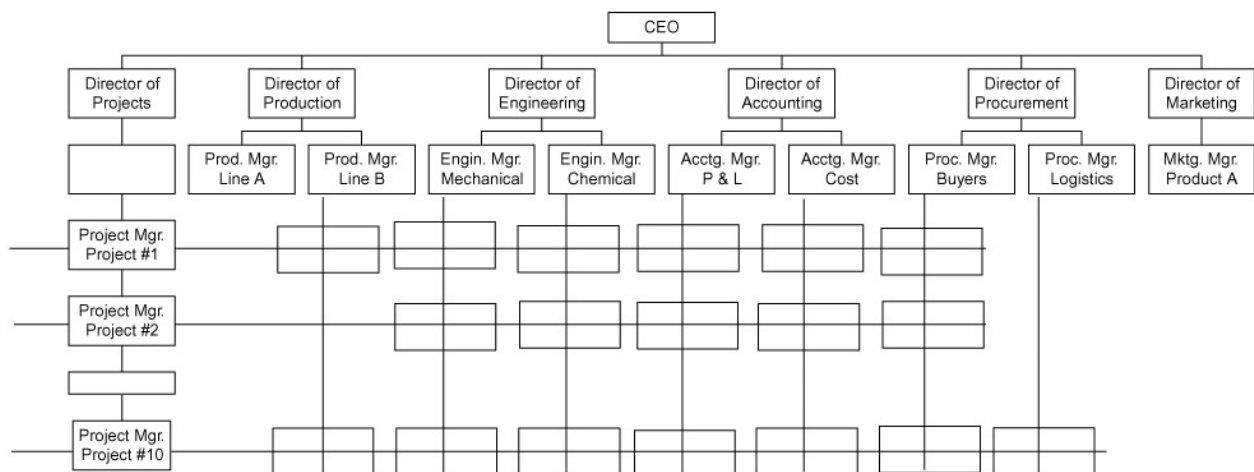 CEO
Director of
Projects
Director of
Production
Director of
Engineering
Director of
Accounting
Director of
Procurement
Director of
Marketing
Prod. Mgr.
Line A
Prod. Mgr.
Line B
Engin. Mgr.
Mechanical
Engin. Mgr.
Chemical
Acctg. Mgr.
P & L
Acctg. Mgr.
Cost
Proc. Mgr.
Buyers
Proc. Mgr.
Logistics
Mktg. Mgr.
Product A
Project Mgr.
Project #1
Project Mgr.
Project #2
Project Mgr.
Project #10